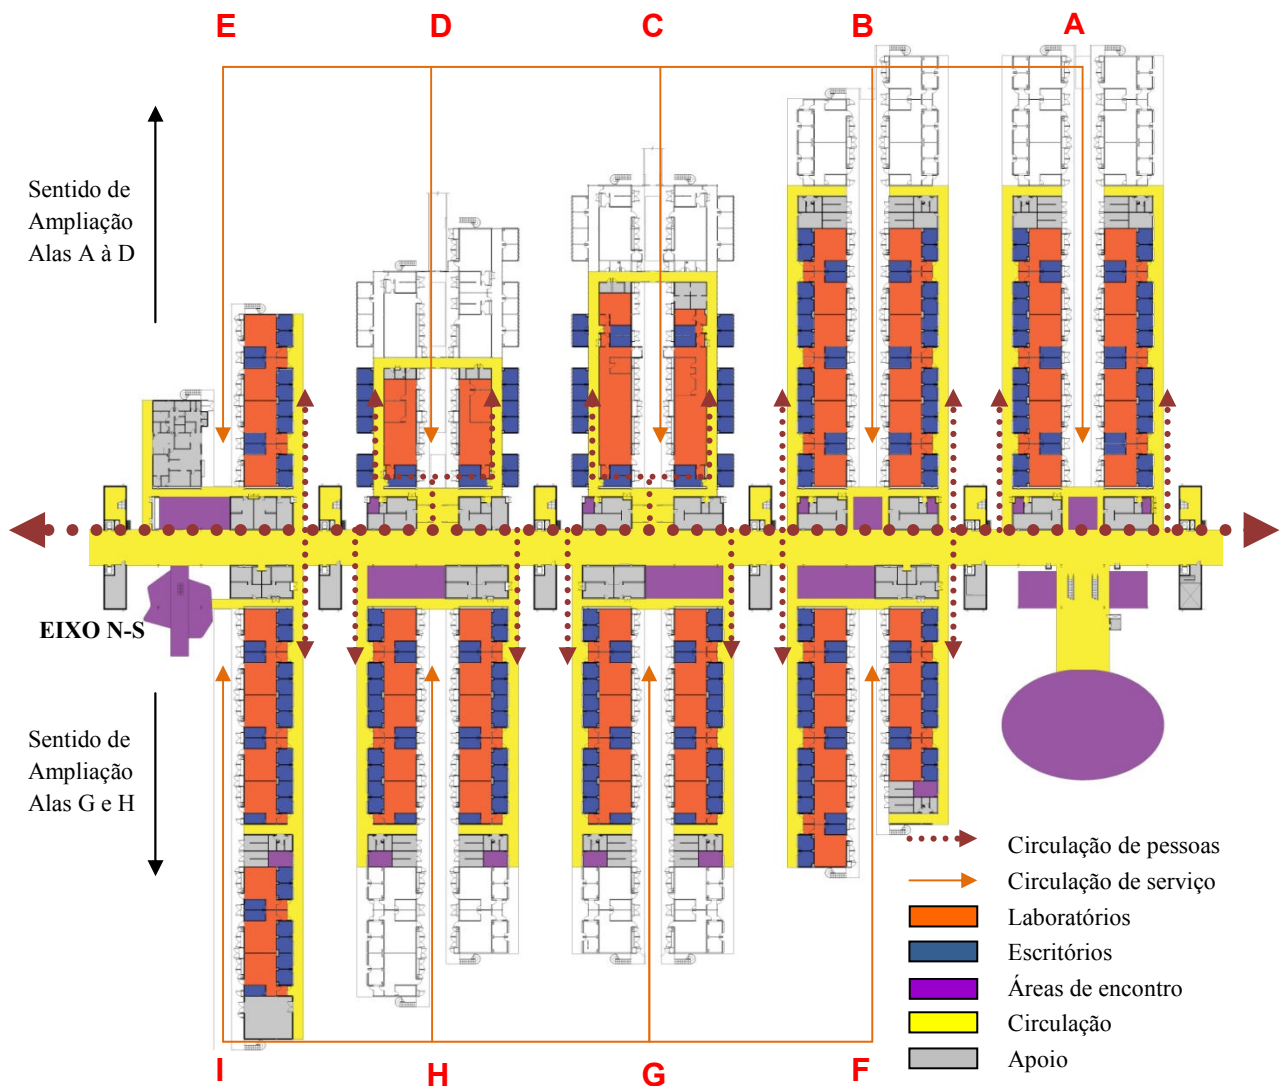 E D C B A
Sentido de
Ampliação
Alas A à D
EIXO N-S
Sentido de
Ampliação
Alas G e H
Circulação de pessoas
Circulação de serviço
Laboratórios
Escritórios
Áreas de encontro
Circulação
Apoio
I H G F